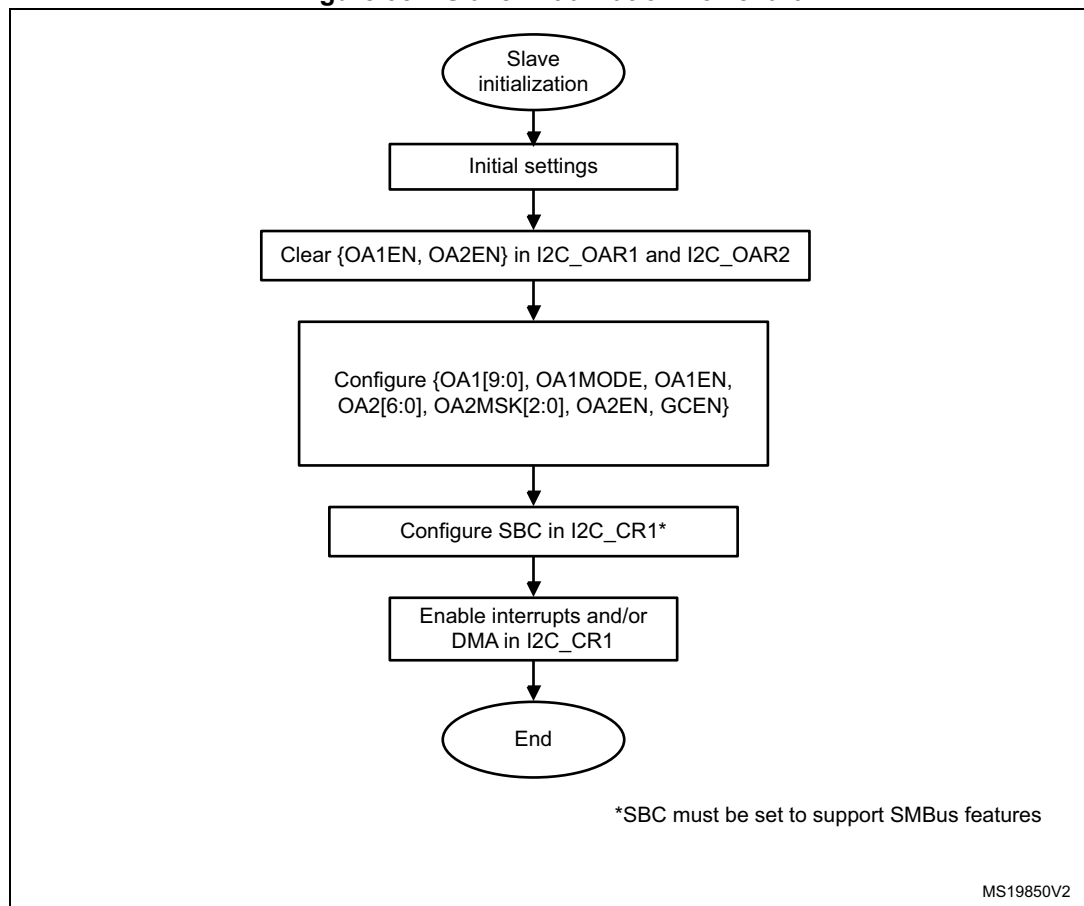 Slave
initialization
Initial settings
Clear {OA1EN, OA2EN} in I2C_OAR1 and I2C_OAR2
Configure {OA1[9:0], OA1MODE, OA1EN,
OA2[6:0], OA2MSK[2:0], OA2EN, GCEN}
Configure SBC in I2C_CR1*
Enable interrupts and/or
DMA in I2C_CR1
End
*SBC must be set to support SMBus features
MS19850V2